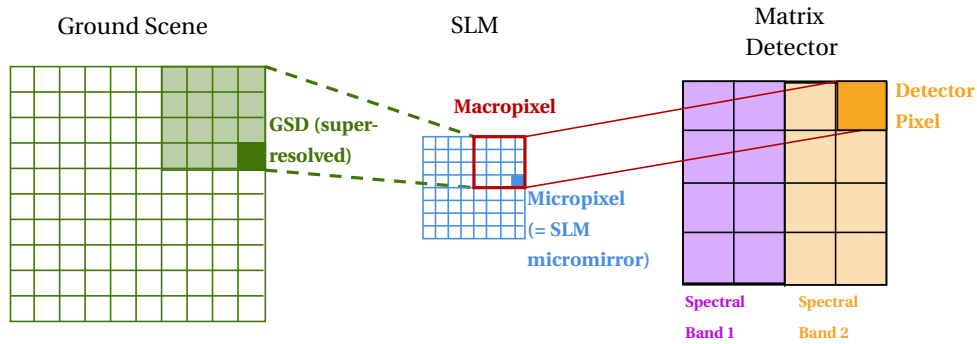 Ground Scene
SLM
Matrix
Detector
GSD (super-
resolved)
Macropixel
Micropixel
(= SLM
micromirror)
Detector
Pixel
Spectral
Band 1
Spectral
Band 2